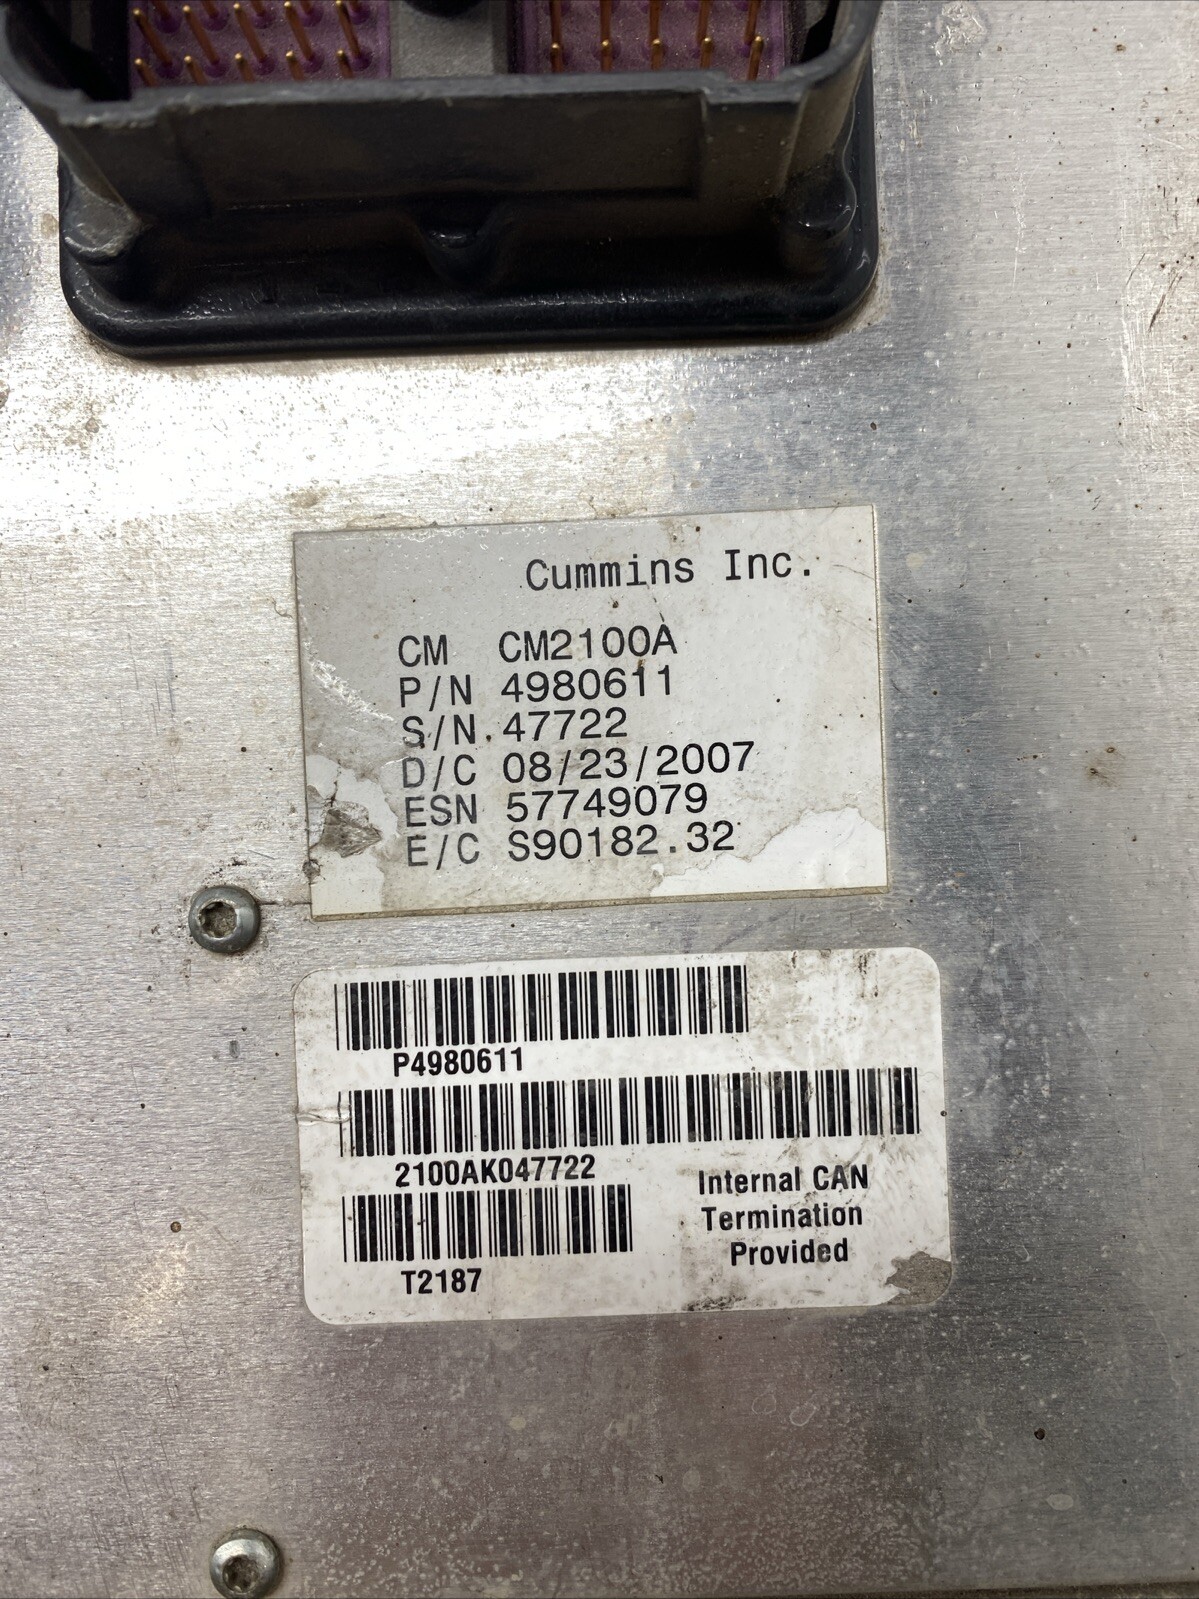 Cummins Inc.
CM CM2100A
P/N 4980611
S/N 47722
D/C 08/23/2007
ESN 57749079
E/C S90182.32
P4980611
2100AK047722
T2187
Internal CAN
Termination
Provided